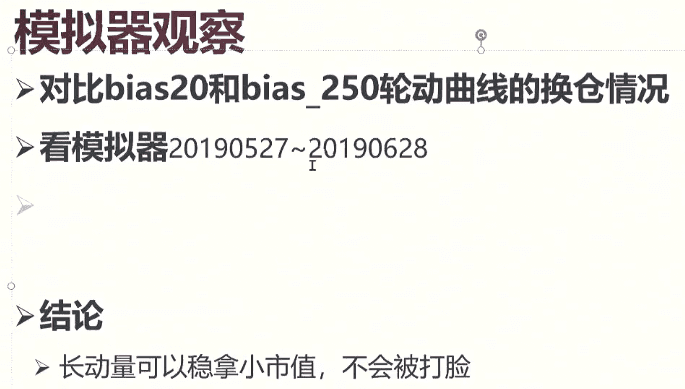 模拟器观察
对比bias20和bias_250轮动曲线的换仓情况
看模拟器20190527~20190628
结论
长动量可以稳拿小市值，不会被打脸